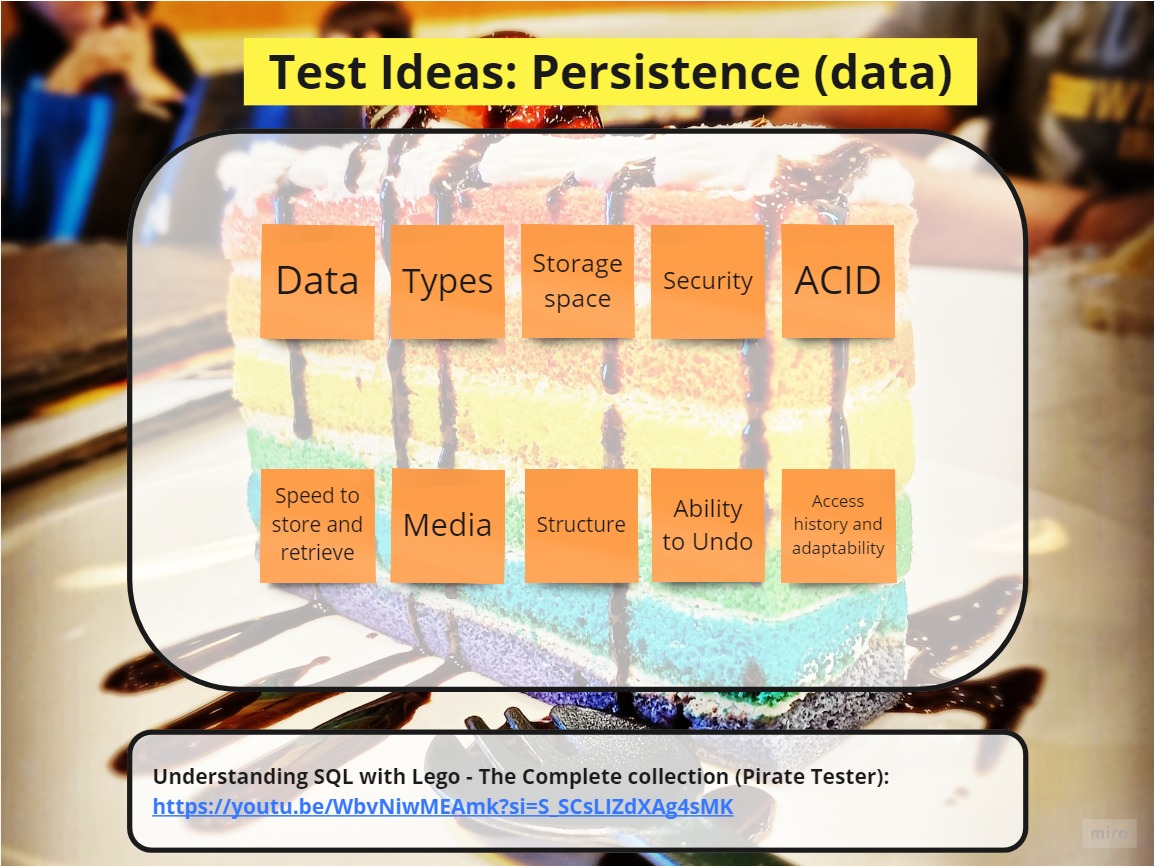 Test Ideas: Persistence (data)
Data
Types
Storage
space
Security
ACID
Speed to
store and
retrieve
Media
Structure
Ability
to Undo
Access
history and
adaptability
Understanding SQL with Lego - The Complete collection (Pirate Tester):
https://youtu.be/WbvNiwMEAmk?si=S_SCsLIZdXAg4sMK
miro